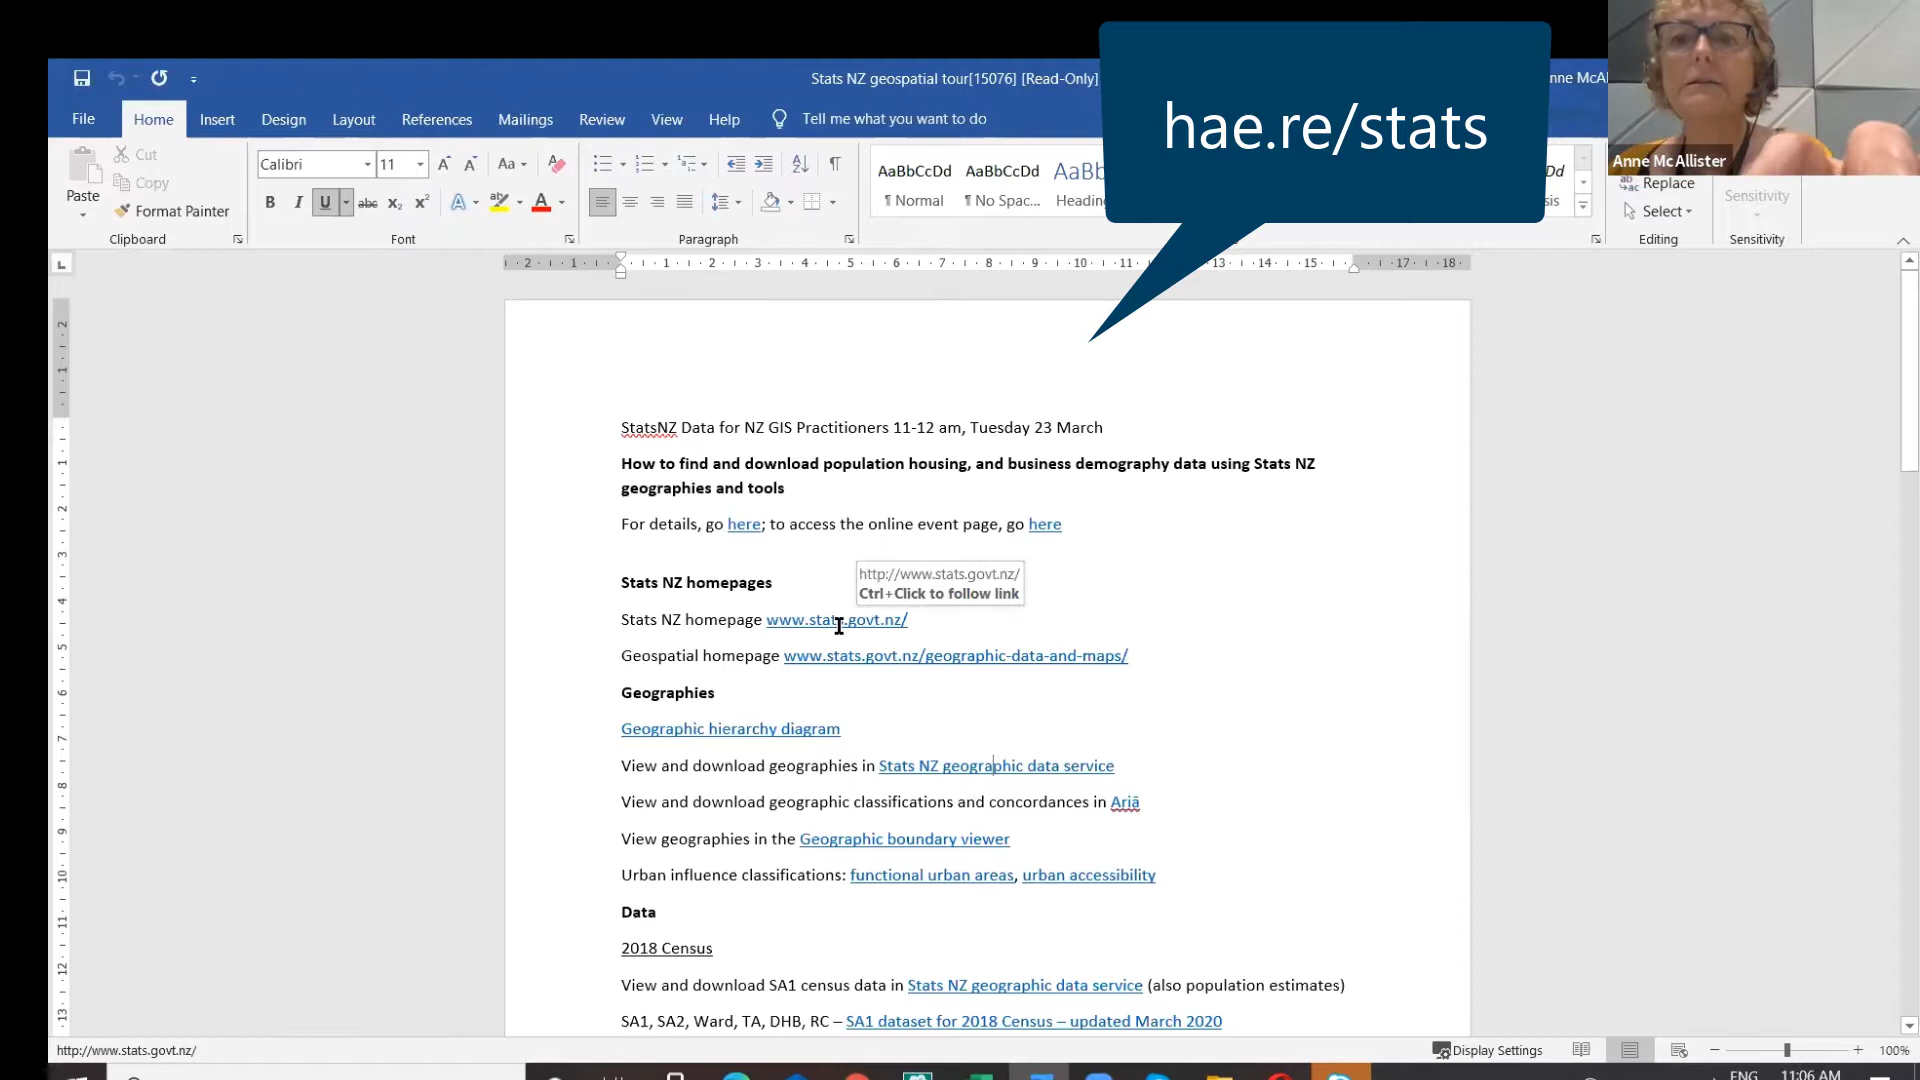 Stats NZ geospatial tour[15076] [Read-Only]
nne McAl
hae.re/stats
Anne McAllister
File
Home
Insert
Design
Layout
References
Mailings
Review
View
Help
Tell me what you want to do
Paste
Cut
Copy
Format Painter
Clipboard
Calibri
11
Font
Paragraph
AaBbCcDd
¶ Normal
AaBbCcDd
¶ No Spac...
AaBbC
Heading
Dd
sis
Replace
Select
Editing
Sensitivity
Sensitivity
StatsNZ Data for NZ GIS Practitioners 11-12 am, Tuesday 23 March
How to find and download population housing, and business demography data using Stats NZ
geographies and tools
For details, go here; to access the online event page, go here
http://www.stats.govt.nz/
Ctrl+Click to follow link
Stats NZ homepages
Stats NZ homepage www.stats.govt.nz/
Geospatial homepage www.stats.govt.nz/geographic-data-and-maps/
Geographies
Geographic hierarchy diagram
View and download geographies in Stats NZ geographic data service
View and download geographic classifications and concordances in Ariā
View geographies in the Geographic boundary viewer
Urban influence classifications: functional urban areas, urban accessibility
Data
2018 Census
View and download SA1 census data in Stats NZ geographic data service (also population estimates)
SA1, SA2, Ward, TA, DHB, RC – SA1 dataset for 2018 Census – updated March 2020
http://www.stats.govt.nz/
Display Settings
100%
ENG
11:06 AM